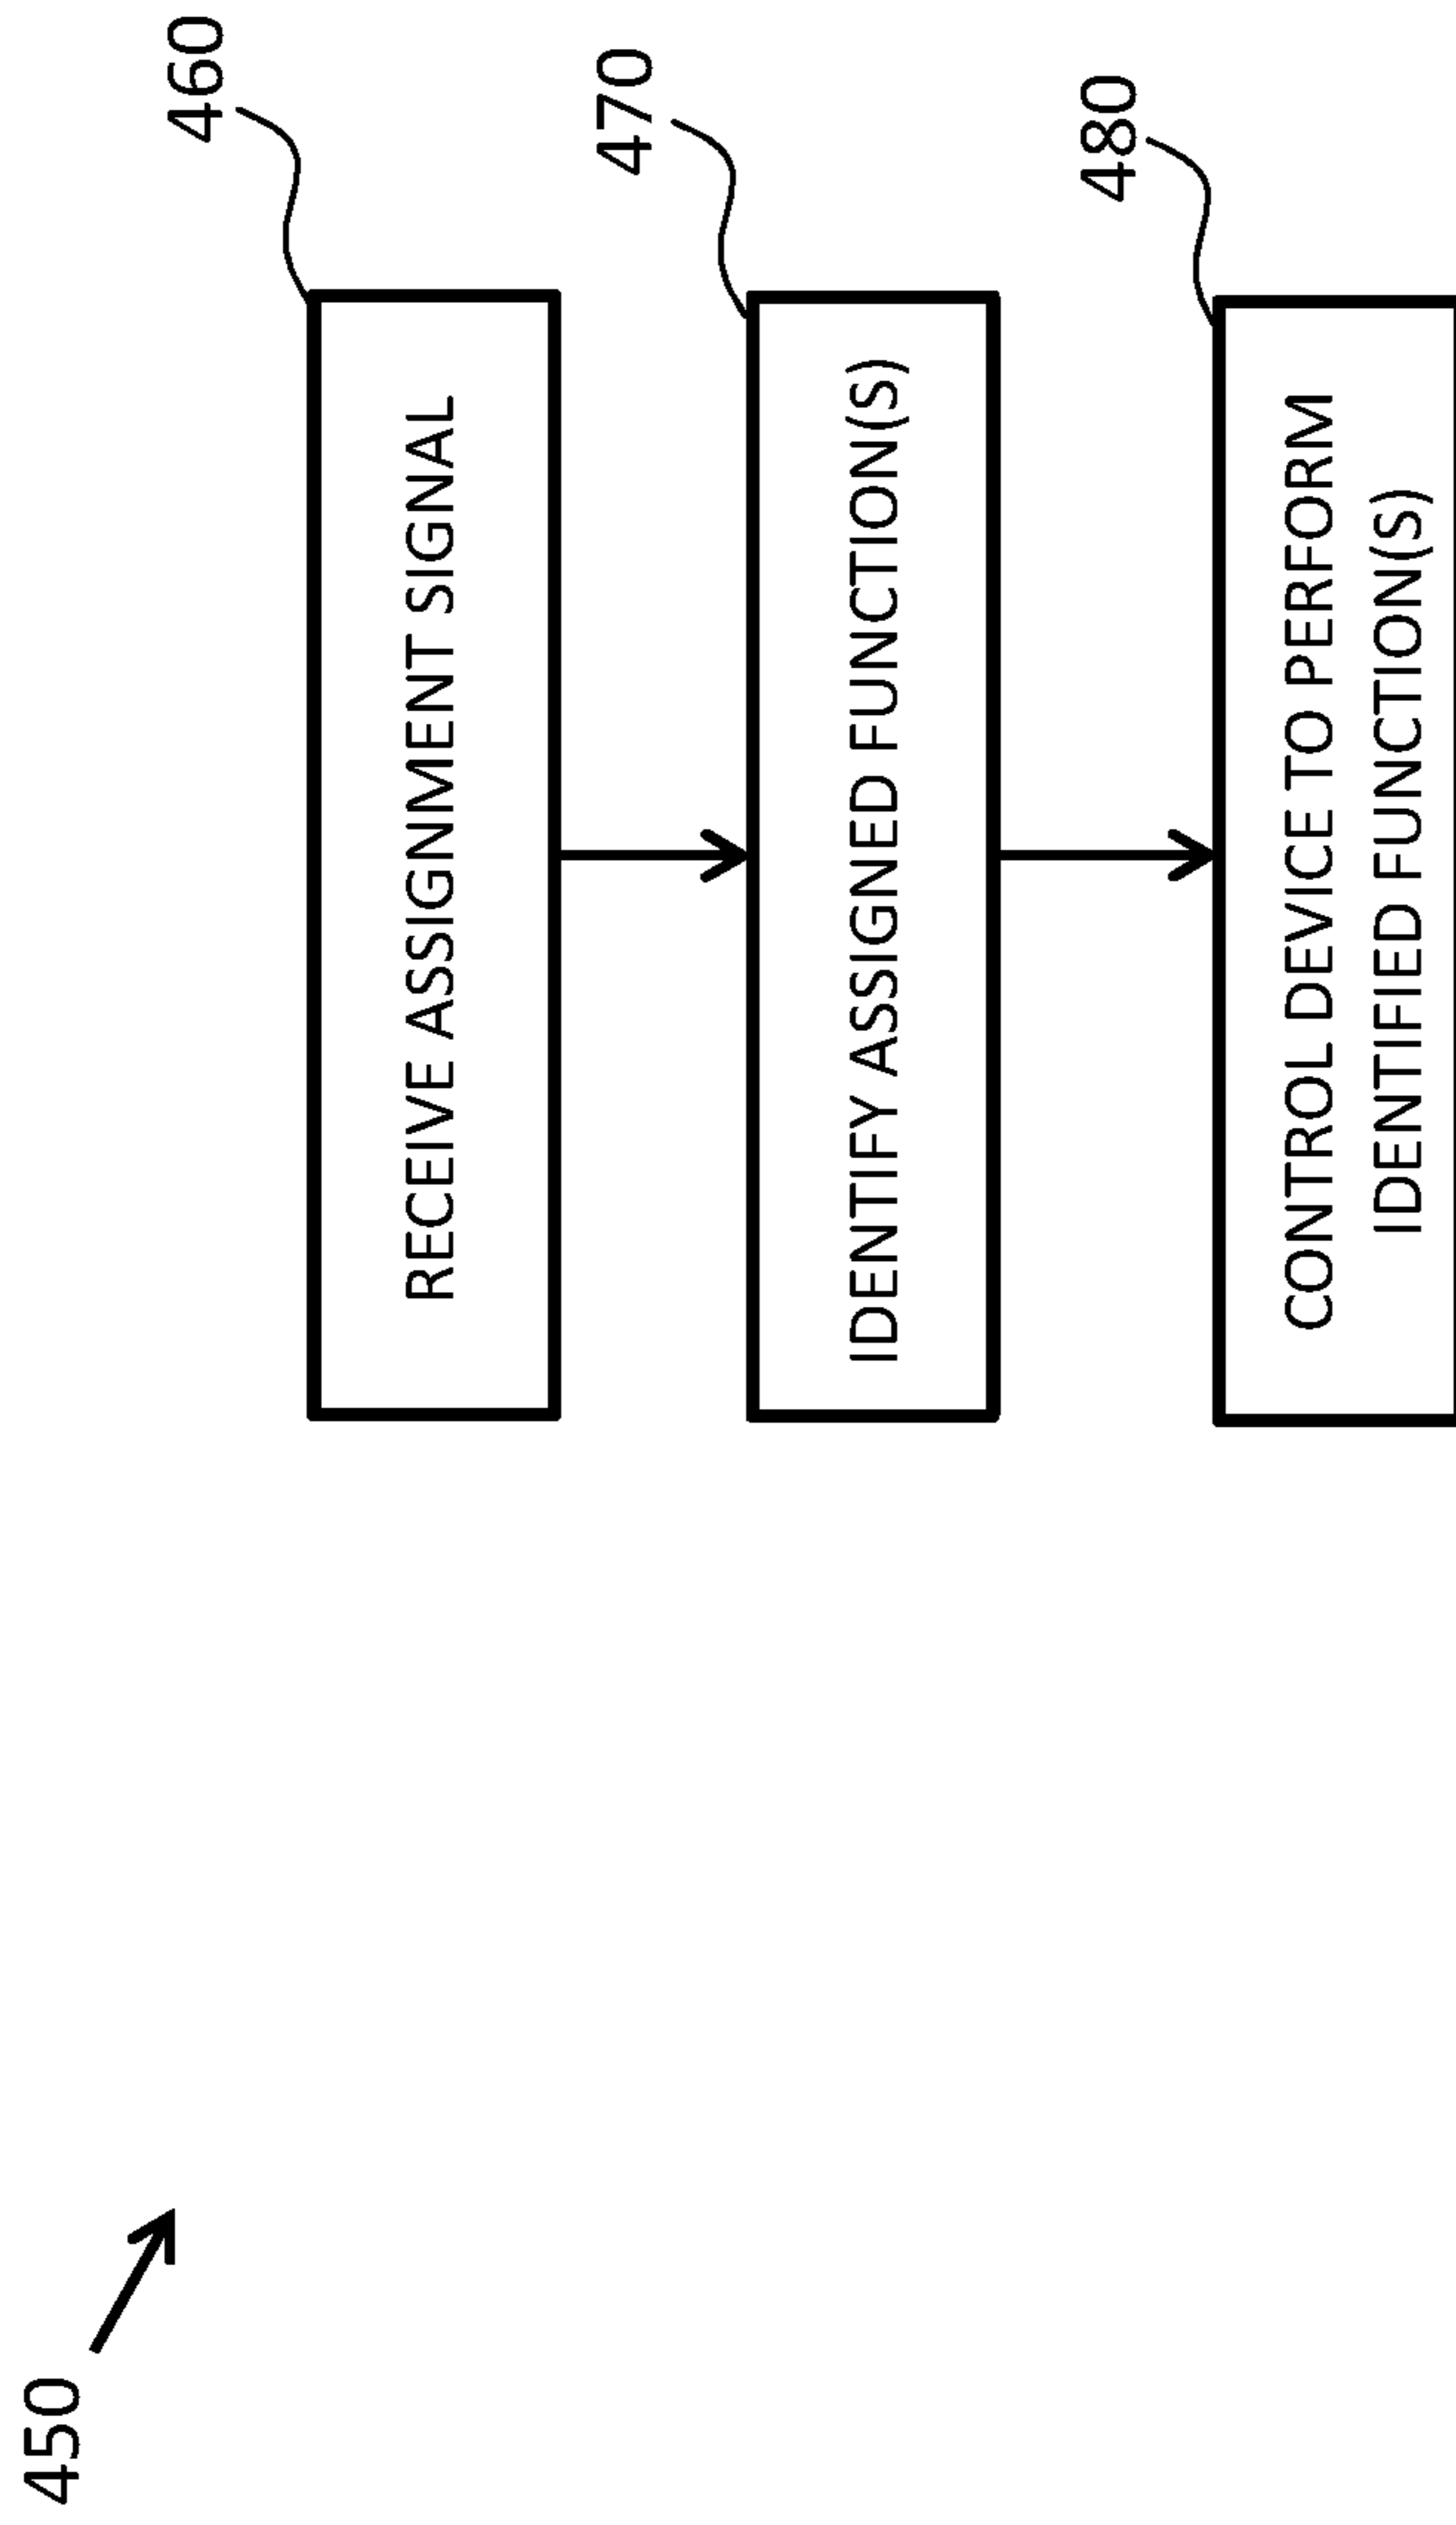 450
460
RECEIVE ASSIGNMENT SIGNAL
470
IDENTIFY ASSIGNED FUNCTION(S)
480
CONTROL DEVICE TO PERFORM
IDENTIFIED FUNCTION(S)